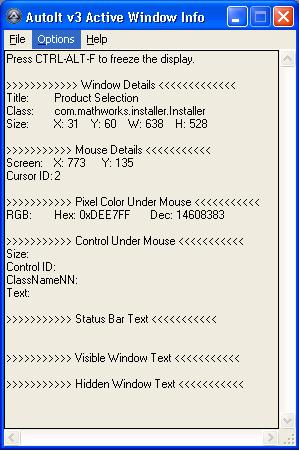 AutoIt v3 Active Window Info
File Options Help
Press CTRL-ALT-F to freeze the display.
>>>>>>>>>>> Window Details <<<<<<<<<<<<<
Title: Product Selection
Class: com.mathworks.installer.Installer
Size: X: 31 Y: 60 W: 638 H: 528
>>>>>>>>>>> Mouse Details <<<<<<<<<<<<<
Screen: X: 773 Y: 135
Cursor ID: 2
>>>>>>>>>>> Pixel Color Under Mouse <<<<<<<<<<<
RGB: Hex: 0xDEE7FF Dec: 14608383
>>>>>>>>>>> Control Under Mouse <<<<<<<<<<<
Size:
Control ID:
ClassNameNN:
Text:
>>>>>>>>>>> Status Bar Text <<<<<<<<<<<
>>>>>>>>>>> Visible Window Text <<<<<<<<<<<
>>>>>>>>>>> Hidden Window Text <<<<<<<<<<<